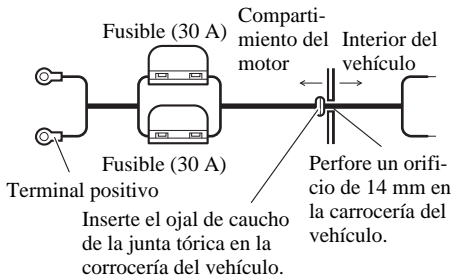 Fusible (30 A)
Comparti-
miento del
motor
Interior del
vehículo
Fusible (30 A)
Terminal positivo
Inserte el ojal de caucho
de la junta tórica en la
corrocería del vehículo.
Perfore un orifi-
cio de 14 mm en
la carrocería del
vehículo.